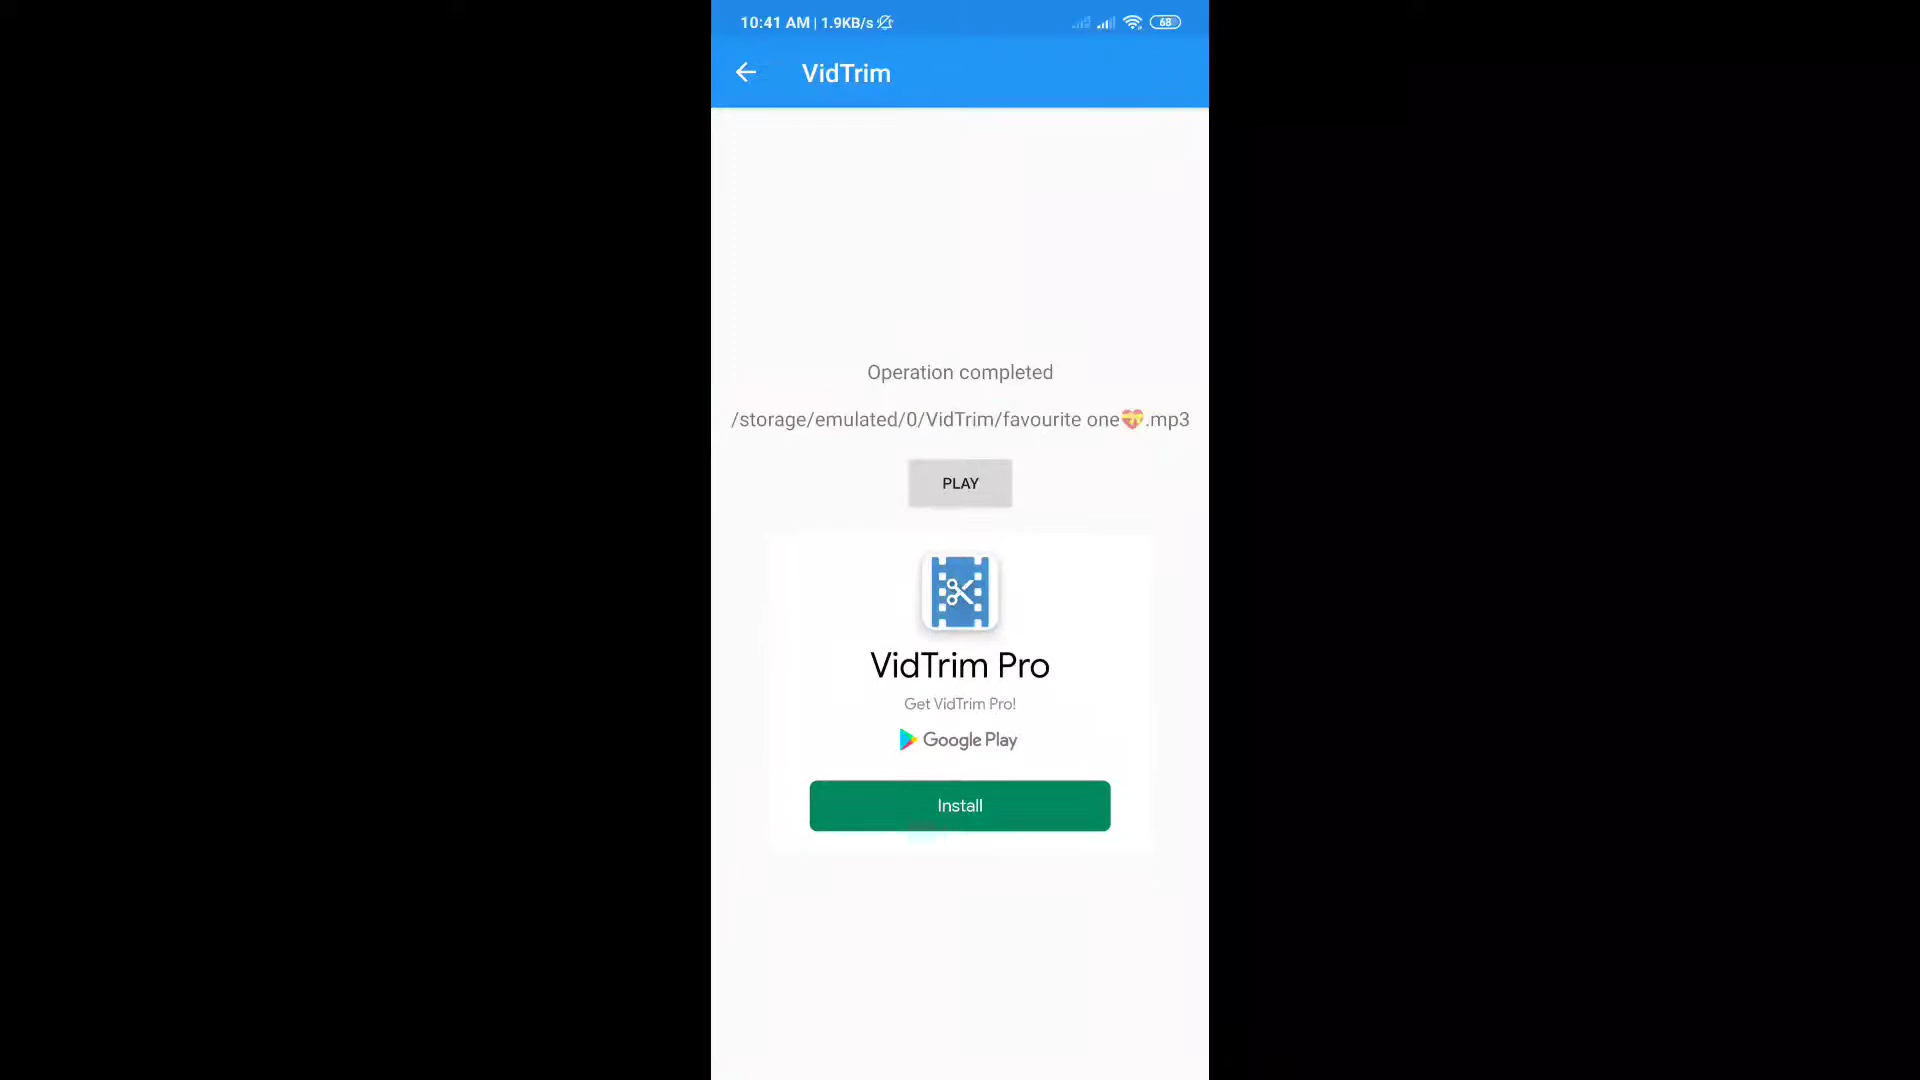 10:41 AM | 1.9KB/s
68
VidTrim
Operation completed
/storage/emulated/0/VidTrim/favourite one💝.mp3
PLAY
VidTrim Pro
Get VidTrim Pro!
Google Play
Install